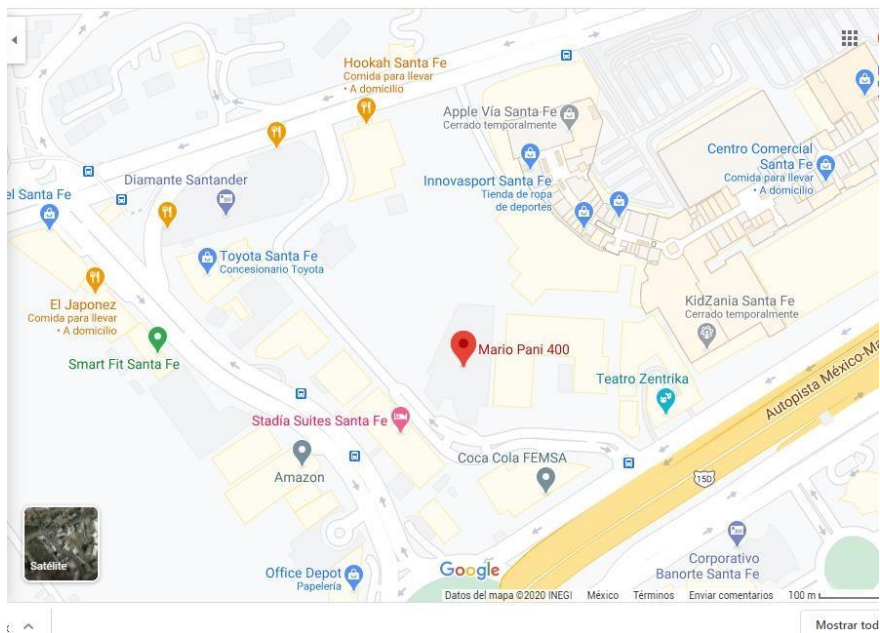 Hookah Santa Fe
Comida para llevar
• A domicilio
Apple Vía Santa Fe
Cerrado temporalmente
Centro Comercial
Santa Fe
Comida para llevar
• A domicilio
Diamante Santander
Innovasport Santa Fe
Tienda de ropa
de deportes
el Santa Fe
Toyota Santa Fe
Concesionario Toyota
El Japonez
Comida para llevar
• A domicilio
KidZania Santa Fe
Cerrado temporalmente
Smart Fit Santa Fe
Mario Pani 400
Teatro Zentrika
Autopista México-Ma
Stadía Suites Santa Fe
Amazon
Coca Cola FEMSA
150
Satélite
Office Depot
Papelería
Google
Corporativo
Banorte Santa Fe
Datos del mapa ©2020 INEGI México Términos Enviar comentarios 100 m
Mostrar tod